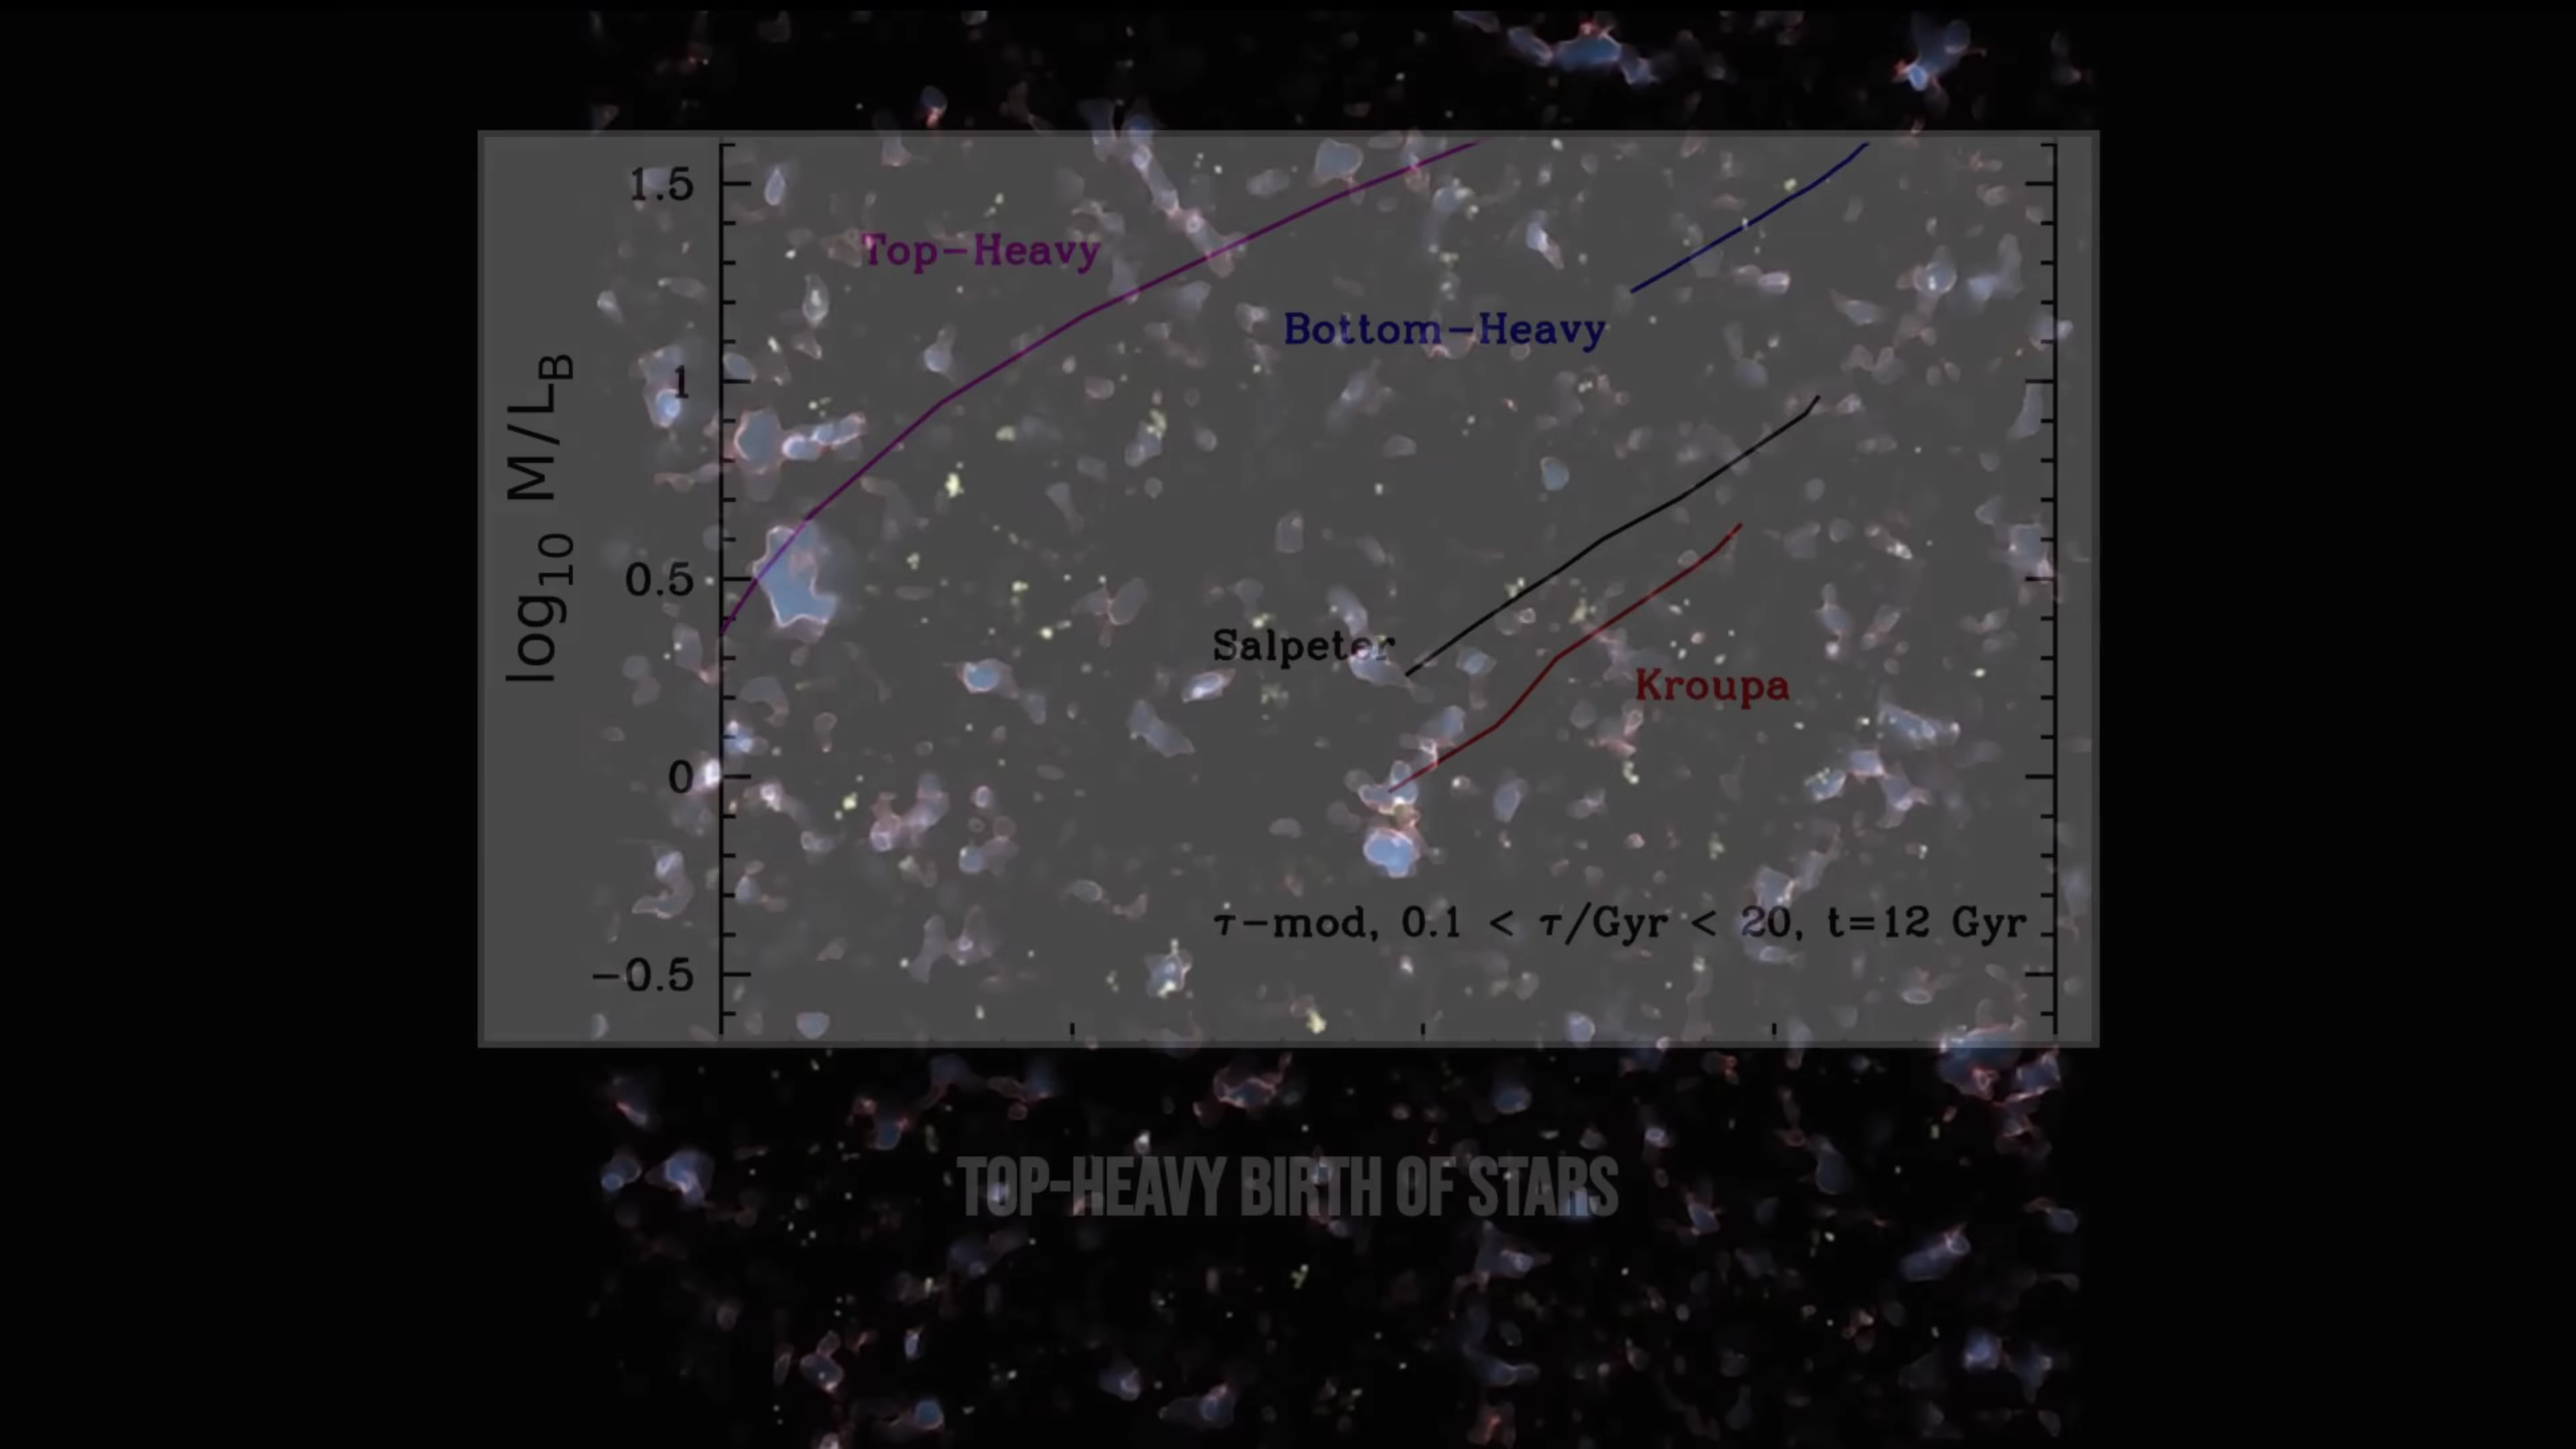 1.5
Top-Heavy
Bottom-Heavy
1
log10 M/LB
0.5
Salpeter
Kroupa
0
τ-mod, 0.1 < τ/Gyr < 20, t=12 Gyr
-0.5
TOP-HEAVY BIRTH OF STARS